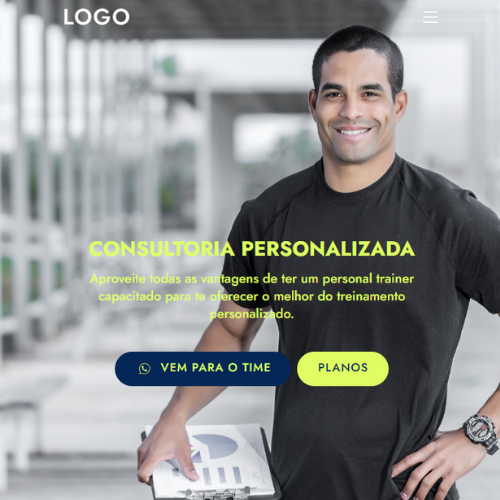 LOGO
CONSULTORIA PERSONALIZADA
Aproveite todas as vantagens de ter um personal trainer
capacitado para te oferecer o melhor do treinamento
personalizado.
VEM PARA O TIME
PLANOS